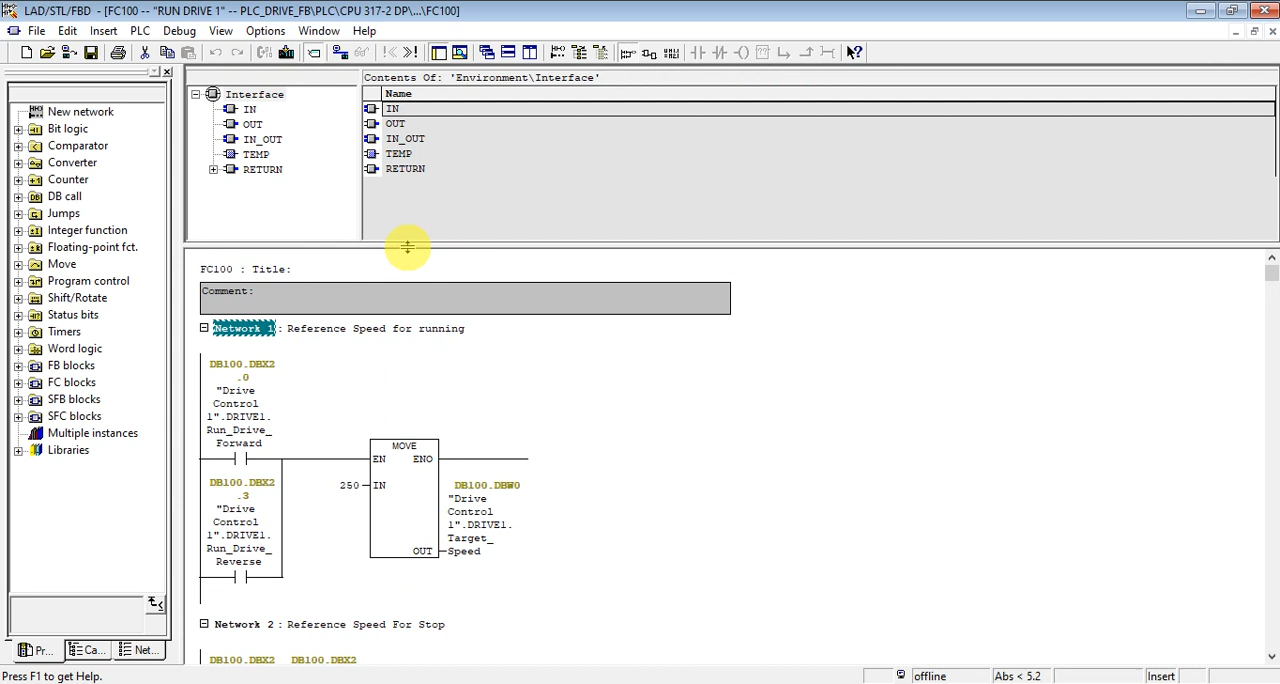 LAD/STL/FBD  - [FC100 -- "RUN DRIVE 1" -- PLC_DRIVE_FB\PLC\CPU 317-2 DP\...\FC100]
File Edit Insert PLC Debug View Options Window Help
Contents Of: 'Environment\Interface'
Name
Interface
IN
OUT
IN_OUT
TEMP
RETURN
IN
OUT
IN_OUT
TEMP
RETURN
New network
Bit logic
Comparator
Converter
Counter
DB call
Jumps
Integer function
Floating-point fct.
Move
Program control
Shift/Rotate
Status bits
Timers
Word logic
FB blocks
FC blocks
SFB blocks
SFC blocks
Multiple instances
Libraries
Pr... Ca... Net...
FC100 : Title:
Comment:
Network 1 : Reference Speed for running
DB100.DBX2
.0
"Drive
Control
1".DRIVE1.
Run_Drive_
Forward
MOVE
EN ENO
250 IN
OUT
DB100.DBW0
"Drive
Control
1".DRIVE1.
Target_
Speed
DB100.DBX2
.3
"Drive
Control
1".DRIVE1.
Run_Drive_
Reverse
Network 2 : Reference Speed For Stop
DB100.DBX2 DB100.DBX2
Press F1 to get Help.
offline
Abs < 5.2
Insert